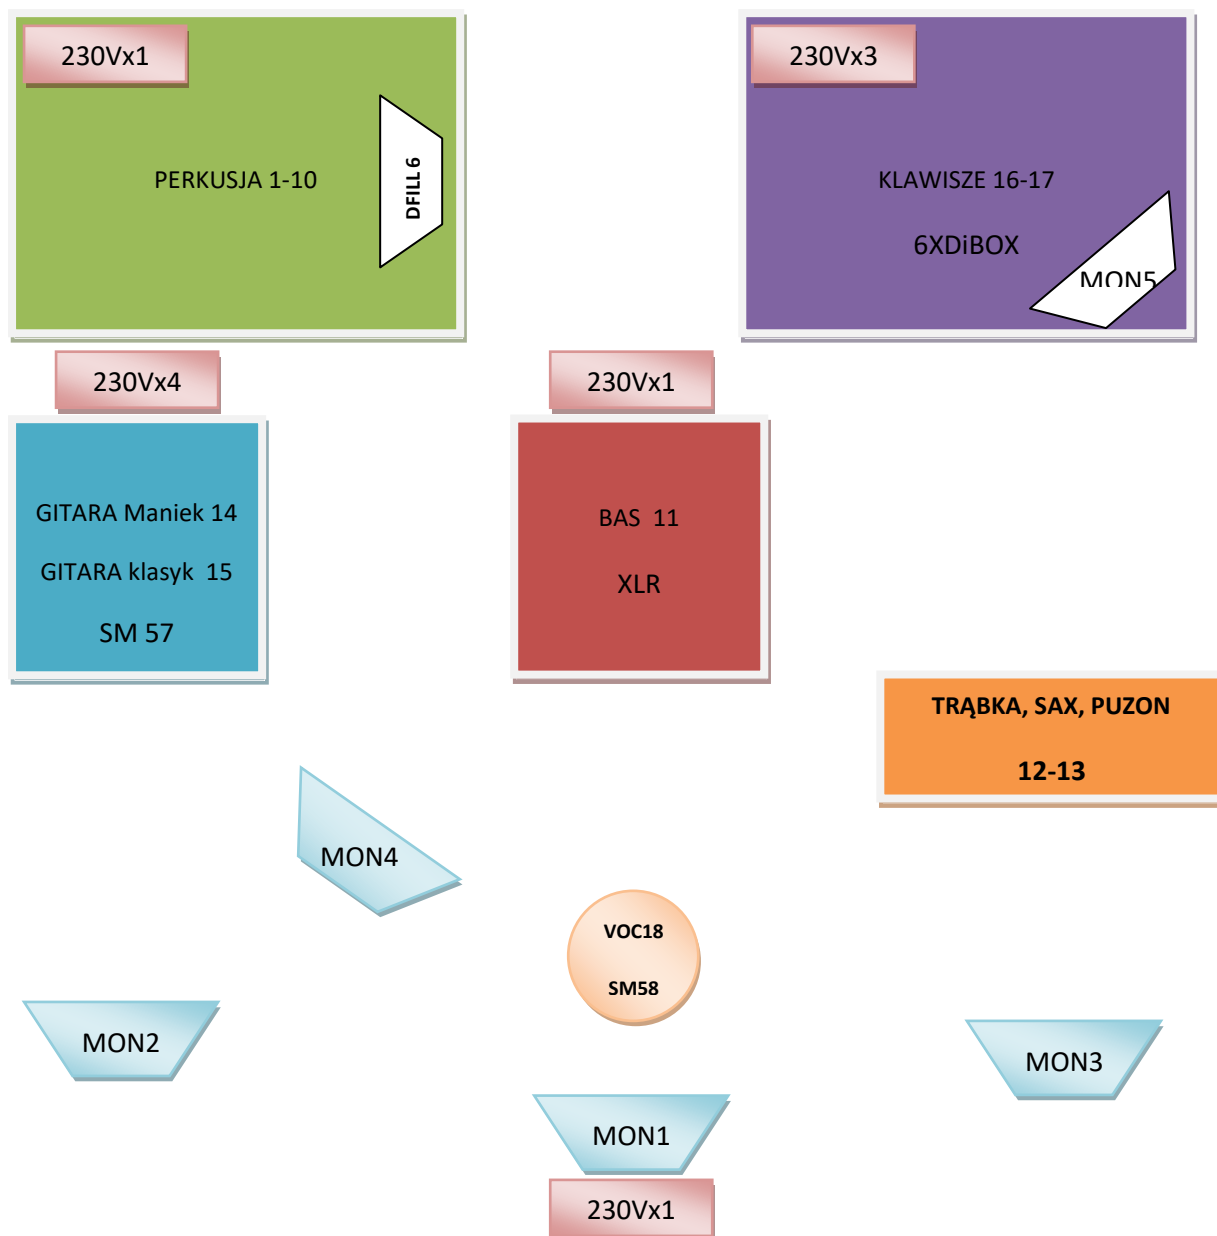 230Vx1
230Vx3
PERKUSJA 1-10
DFILL 6
KLAWISZE 16-17
6XDiBOX
MON5
230Vx4
230Vx1
GITARA Maniek 14
GITARA klasyk  15
SM 57
BAS  11
XLR
TRĄBKA, SAX, PUZON
12-13
MON4
VOC18
SM58
MON2
MON3
MON1
230Vx1